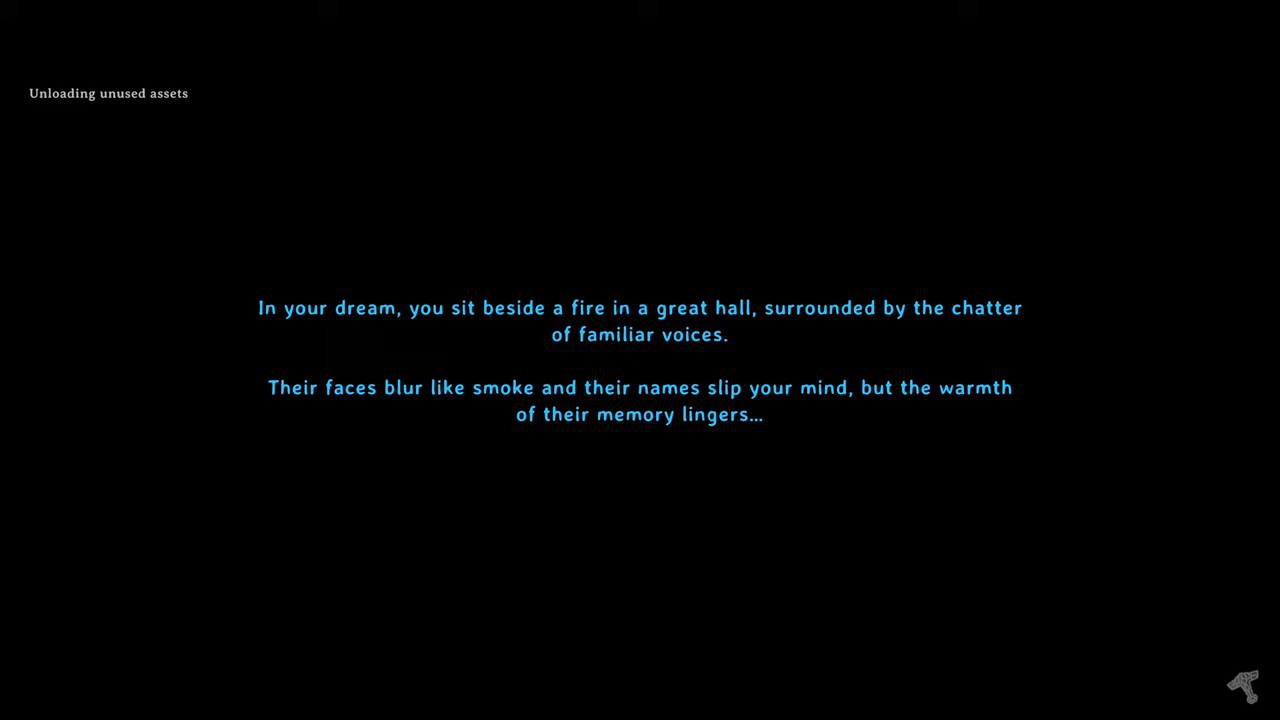 Unloading unused assets
In your dream, you sit beside a fire in a great hall, surrounded by the chatter
of familiar voices.
Their faces blur like smoke and their names slip your mind, but the warmth
of their memory lingers...